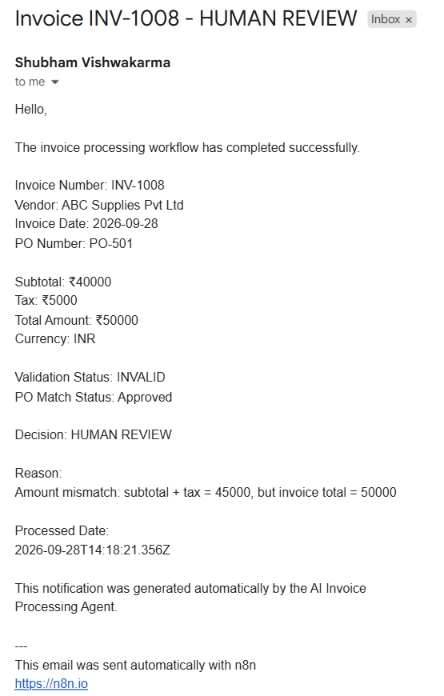 Invoice INV-1008 - HUMAN REVIEW Inbox ×
Shubham Vishwakarma
to me
Hello,
The invoice processing workflow has completed successfully.
Invoice Number: INV-1008
Vendor: ABC Supplies Pvt Ltd
Invoice Date: 2026-09-28
PO Number: PO-501
Subtotal: ₹40000
Tax: ₹5000
Total Amount: ₹50000
Currency: INR
Validation Status: INVALID
PO Match Status: Approved
Decision: HUMAN REVIEW
Reason:
Amount mismatch: subtotal + tax = 45000, but invoice total = 50000
Processed Date:
2026-09-28T14:18:21.356Z
This notification was generated automatically by the AI Invoice
Processing Agent.
---
This email was sent automatically with n8n
https://n8n.io